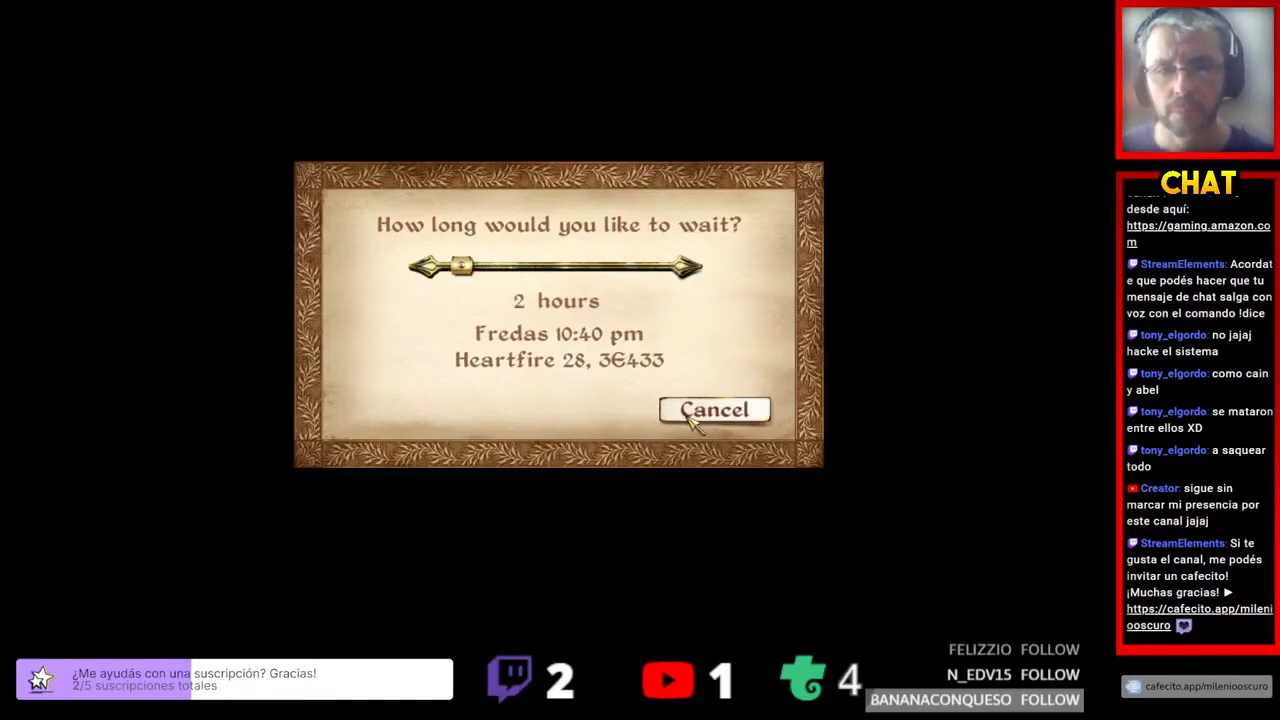 How long would you like to wait?
2 hours
Fredas 10:40 pm
Heartfire 28, 3E433
Cancel
CHAT
desde aquí:
https://gaming.amazon.co
m
StreamElements: Acordat
e que podés hacer que tu
mensaje de chat salga con
voz con el comando !dice
tony_elgordo: no jajaj
hacke el sistema
tony_elgordo: como cain
y abel
tony_elgordo: se mataron
entre ellos XD
tony_elgordo: a saquear
todo
Creator: sigue sin
marcar mi presencia por
este canal jajaj
StreamElements: Si te
gusta el canal, me podés
invitar un cafecito!
¡Muchas gracias! ►
https://cafecito.app/mileni
ooscuro
¿Me ayudás con una suscripción? Gracias!
2/5 suscripciones totales
2
1
4
FELIZZIO FOLLOW
N_EDV15 FOLLOW
BANANACONQUESO FOLLOW
cafecito.app/mileniooscuro